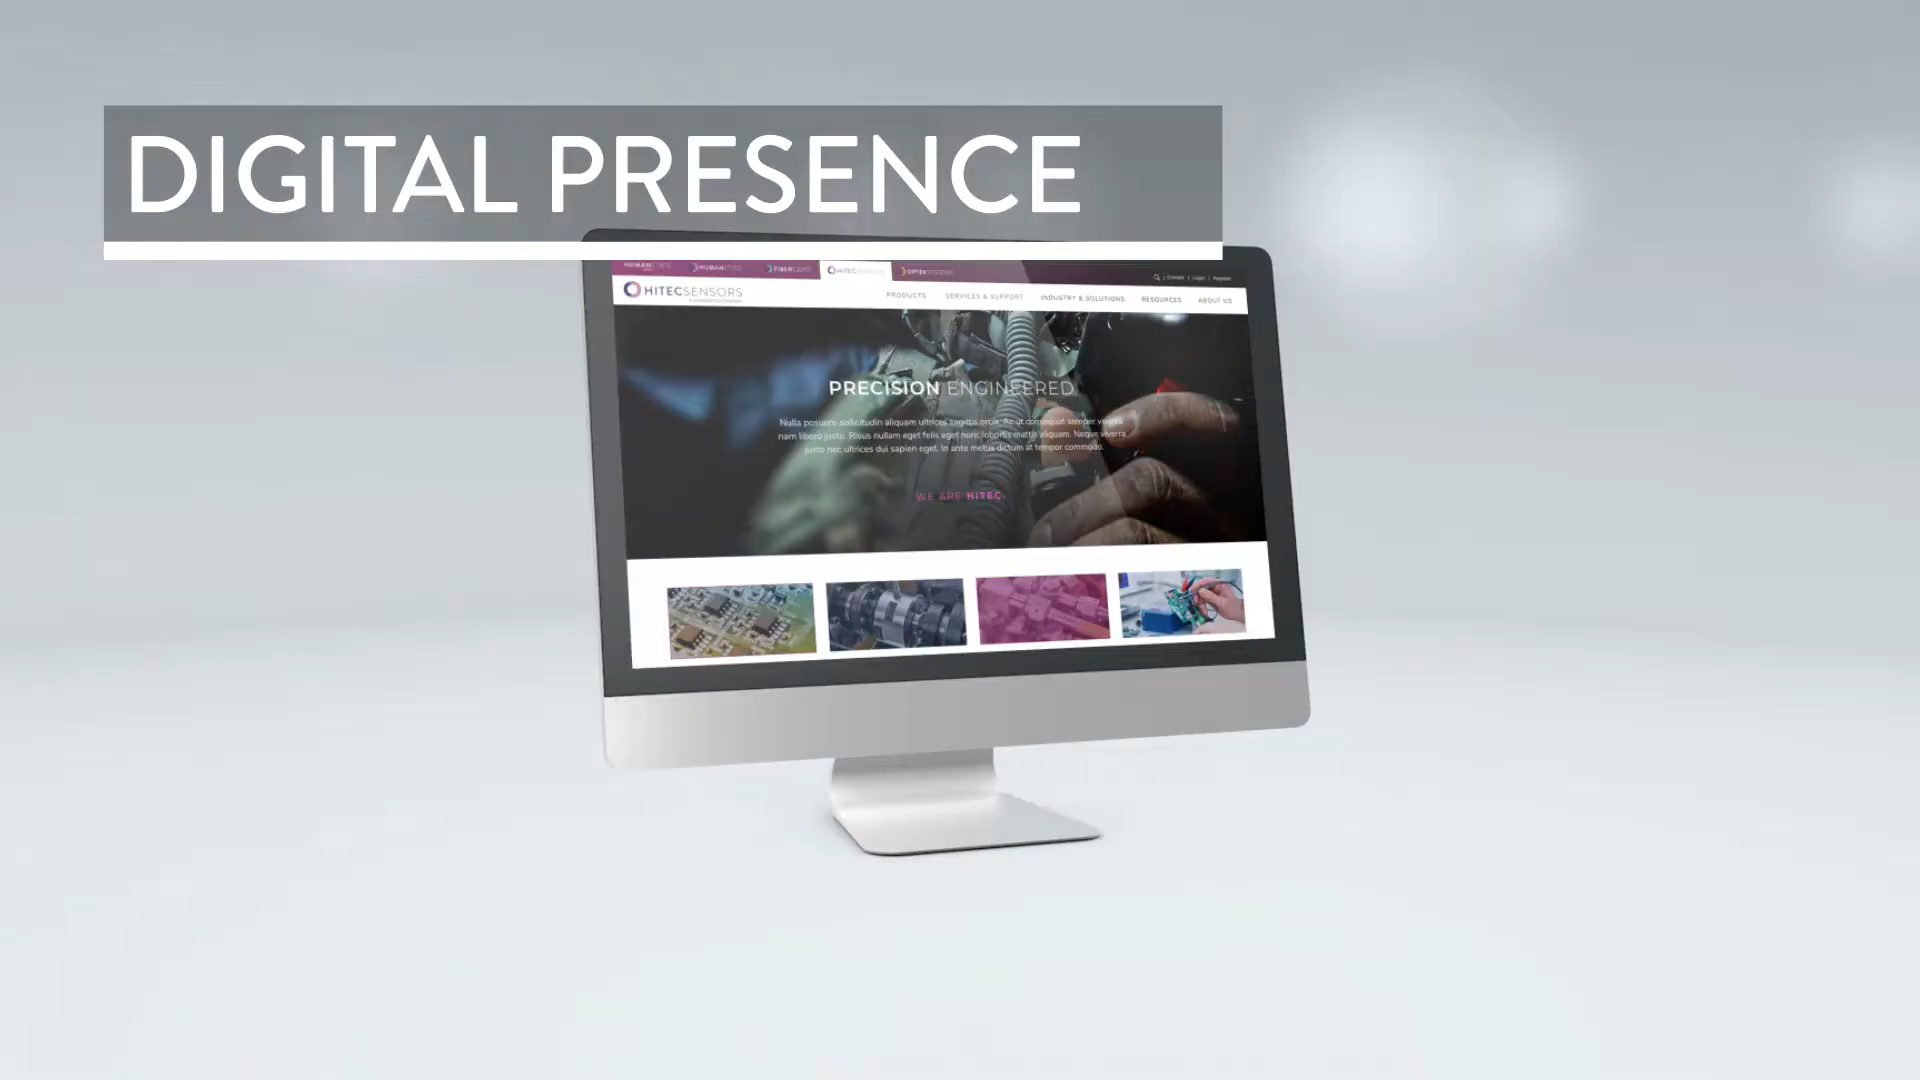 DIGITAL PRESENCE
HUMANETICS
HUMANETICS
FIBERCORE
HITECSENSORS
OPTEKSYSTEMS
Contact | Login | Register
HITECSENSORS
PRODUCTS SERVICES & SUPPORT INDUSTRY & SOLUTIONS RESOURCES ABOUT US
PRECISION ENGINEERED
Nulla posuere sollicitudin aliquam ultrices sagittis orcia. Ac ut consequat semper viverra
nam libero justo. Risus nullam eget felis eget nunc lobortis mattis aliquam. Neque viverra
justo nec ultrices dui sapien eget. In ante metus dictum at tempor commodo.
WE ARE HITEC.